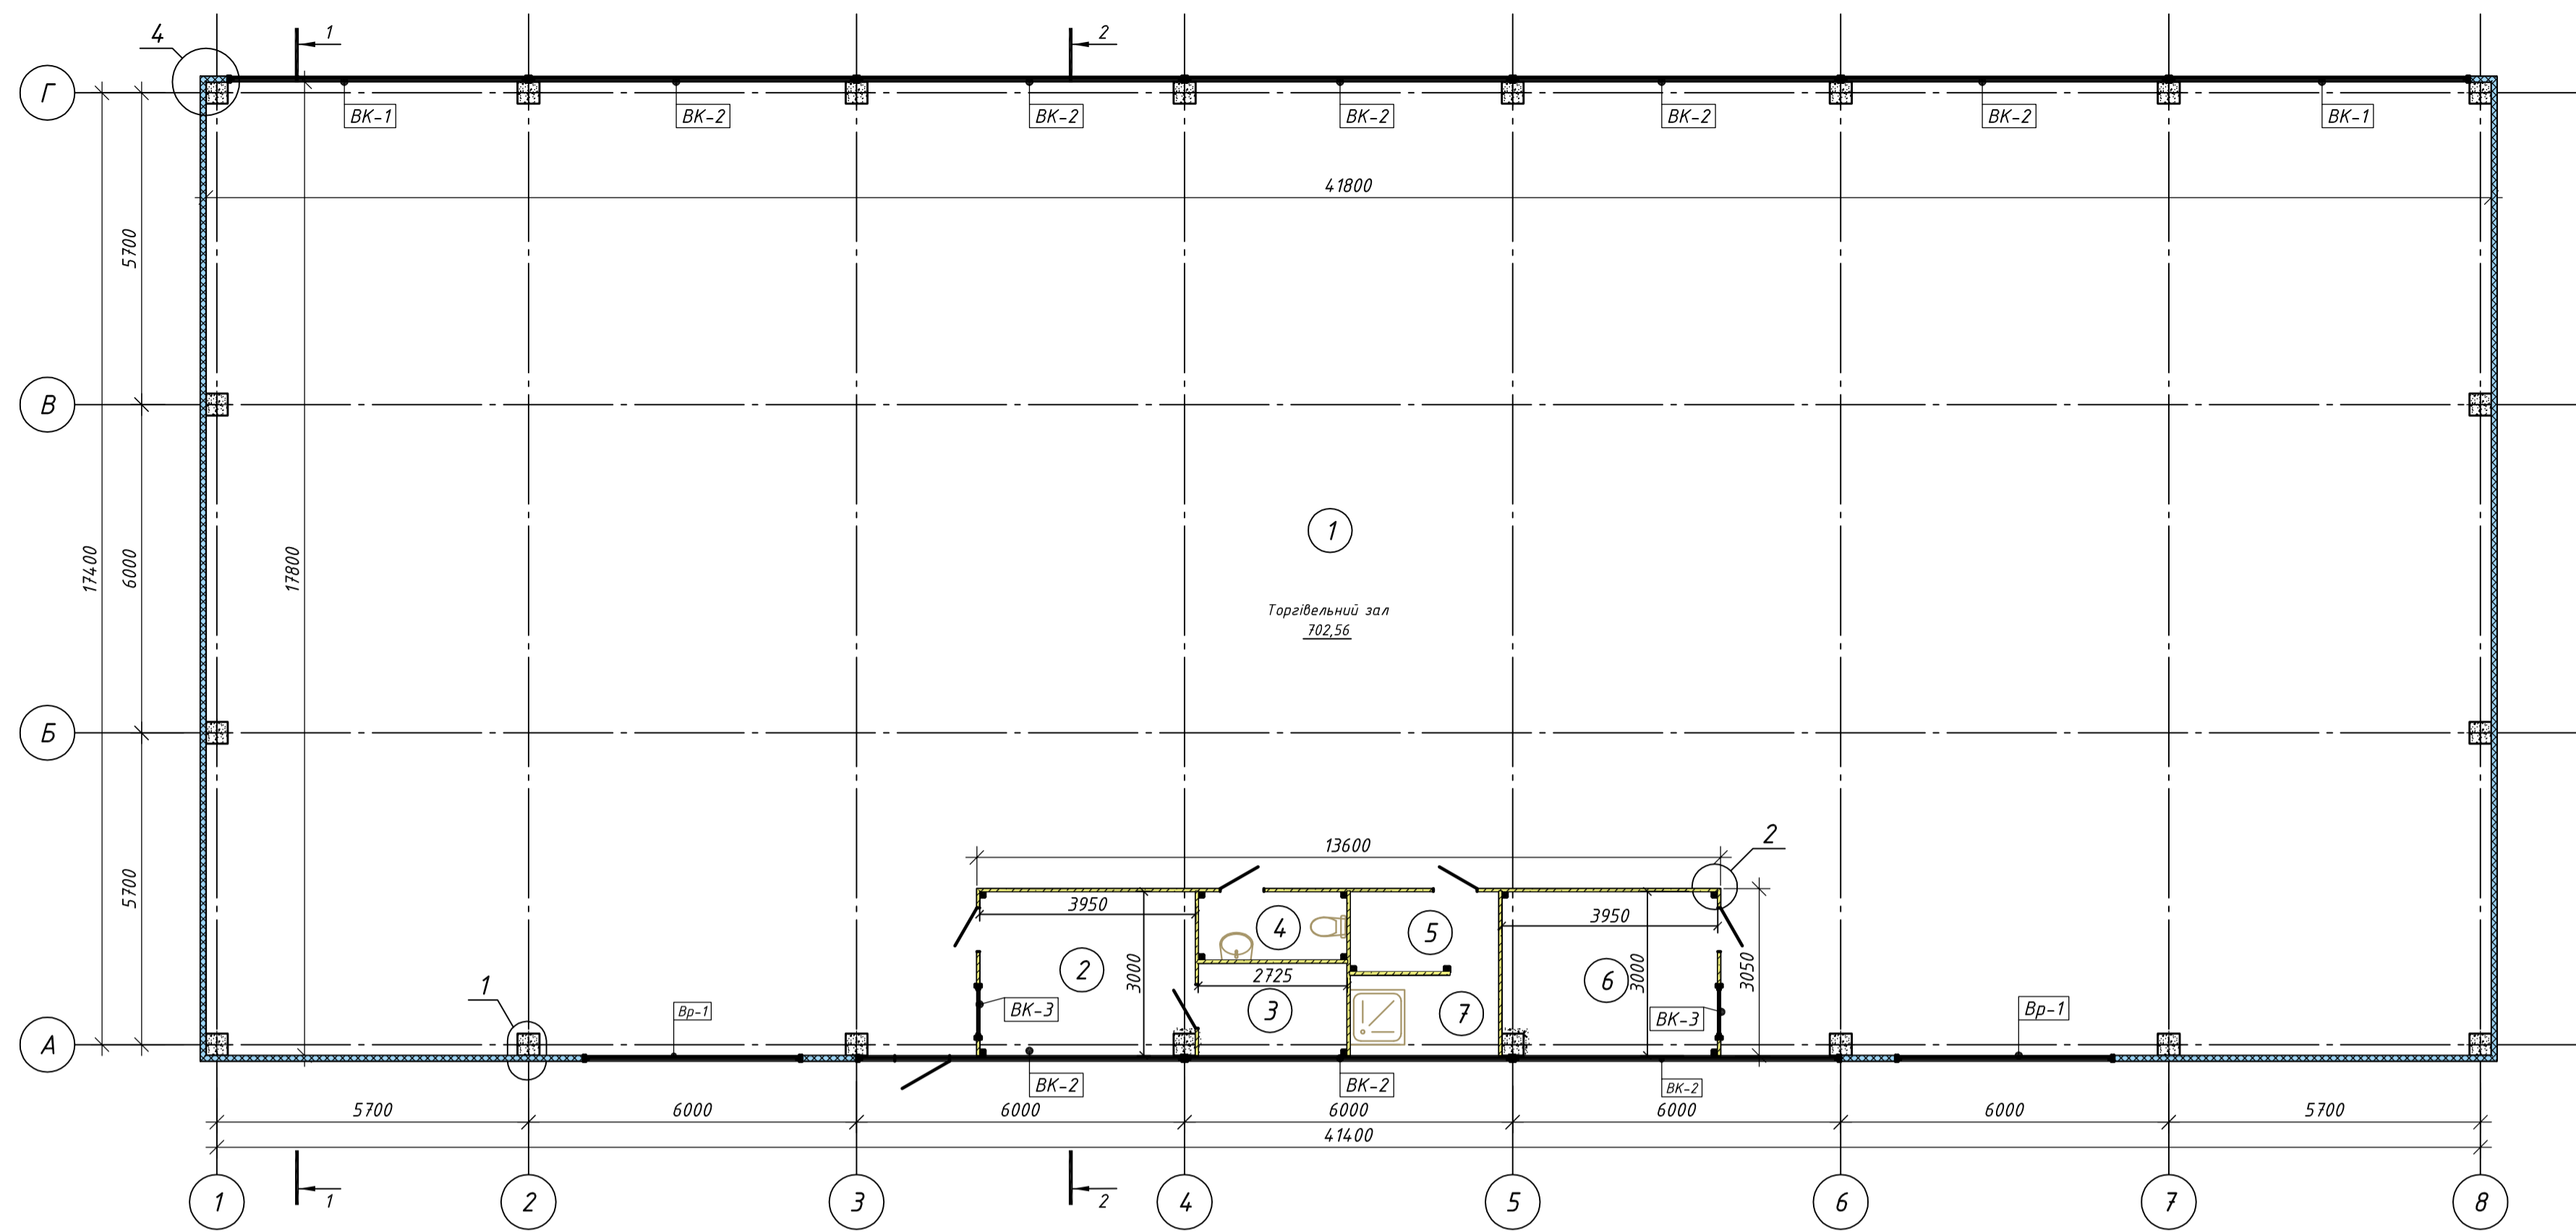 4
1
2
Г
ВК-1
ВК-2
ВК-2
ВК-2
ВК-2
ВК-2
ВК-1
41800
5700
В
17400
6000
17800
1
Торгівельний зал
702,56
Б
13600
2
5700
3950
3950
4
5
2
3000
6
3000
3050
2725
1
ВК-3
3
7
ВК-3
Вр-1
Вр-1
А
ВК-2
ВК-2
ВК-2
5700
6000
6000
6000
6000
6000
5700
41400
1
2
1
2
3
4
5
6
7
8